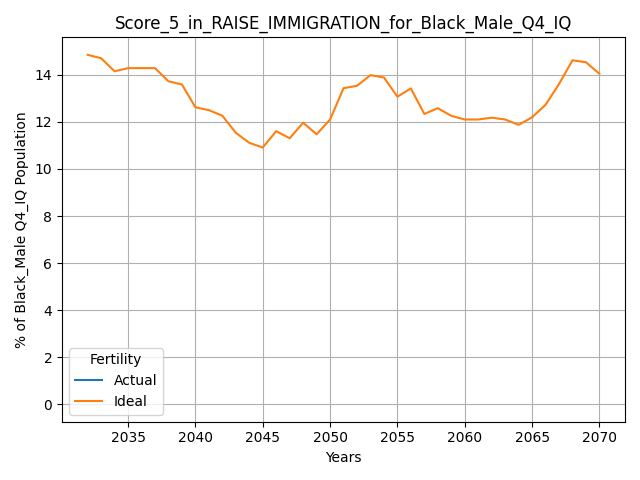 Score_5_in_RAISE_IMMIGRATION_for_Black_Male_Q4_IQ
% of Black_Male Q4_IQ Population
14
12
10
8
6
4
2
0
Fertility
Actual
Ideal
2035 2040 2045 2050 2055 2060 2065 2070
Years